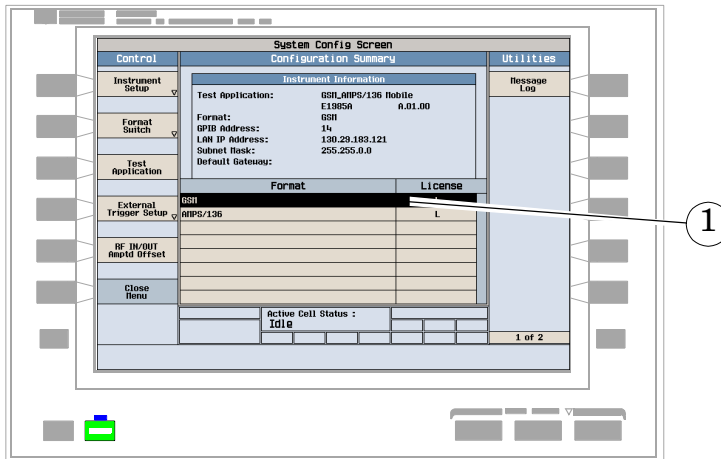 System Config Screen
Control
Configuration Summary
Utilities
Instrument
Setup
Format
Switch
Test
Application
External
Trigger Setup
RF IN/OUT
Amptd Offset
Close
Menu
Instrument Information
Test Application: GSM_AMPS/136 Mobile
E1985A A.01.00
Format: GSM
GPIB Address: 14
LAN IP Address: 130.29.183.121
Subnet Mask: 255.255.0.0
Default Gateway:
Format License
GSM
AMPS/136 L
Active Cell Status :
Idle
Message
Log
1 of 2
1